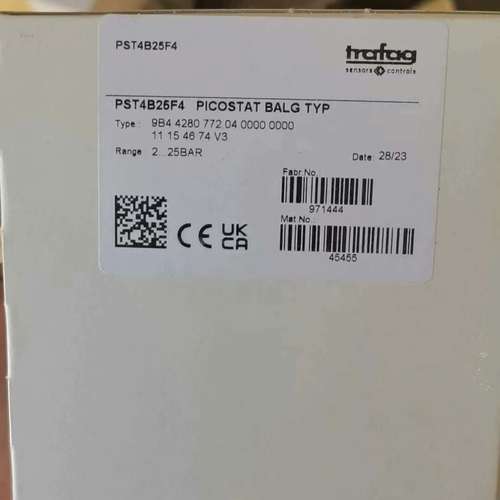 PST4B25F4
trafag
sensors controls
PST4B25F4 PICOSTAT BALG TYP
Type.: 9B4 4280 772 04 0000 0000
11 15 46 74 V3
Range: 2...25BAR
Date: 28/23
Fabr.No.
971444
Mat.No.:
45455
CE UK
CA